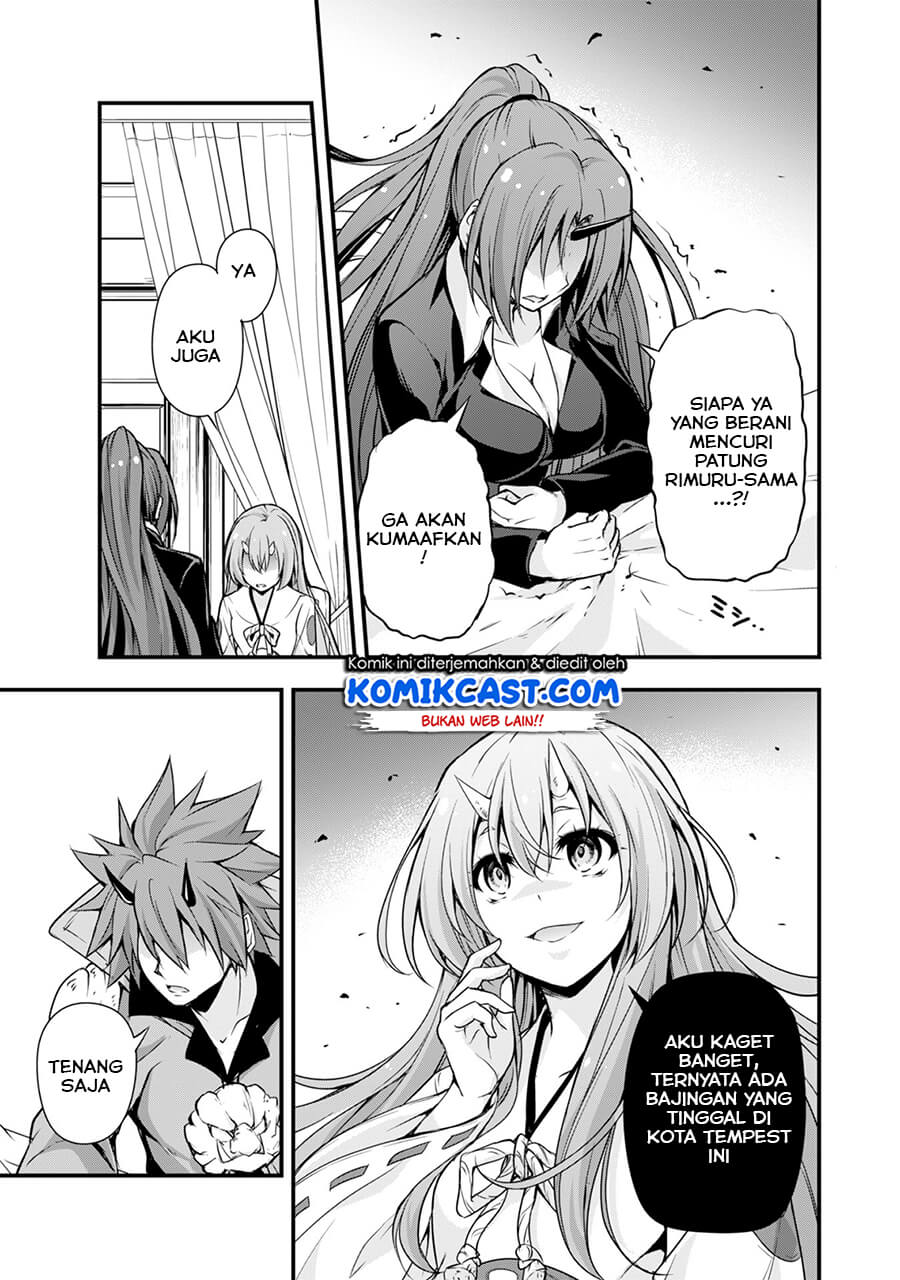 SIAPA YA
YANG BERANI
MENCURI
PATUNG
RIMURU-SAMA
...?!
GA AKAN
KUMAAFKAN
!
ミシ...
YA
AKU
JUGA
Komik ini diterjemahkan & diedit oleh
KOMIKCAST.COM
BUKAN WEB LAIN!!
AKU KAGET
BANGET,
TERNYATA ADA
BAJINGAN YANG
TINGGAL DI
KOTA TEMPEST
INI
TENANG
SAJA